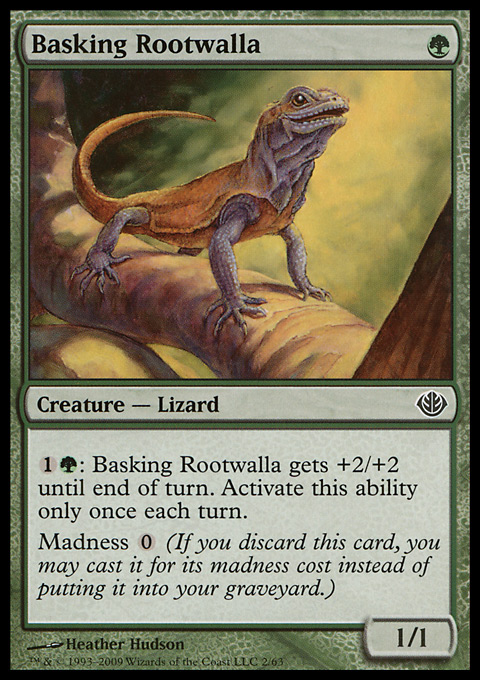 Basking Rootwalla
Creature — Lizard
1: Basking Rootwalla gets +2/+2
until end of turn. Activate this ability
only once each turn.
Madness 0 (If you discard this card, you
may cast it for its madness cost instead of
putting it into your graveyard.)
1/1
Heather Hudson
™ & © 1993–2009 Wizards of the Coast LLC 2/63